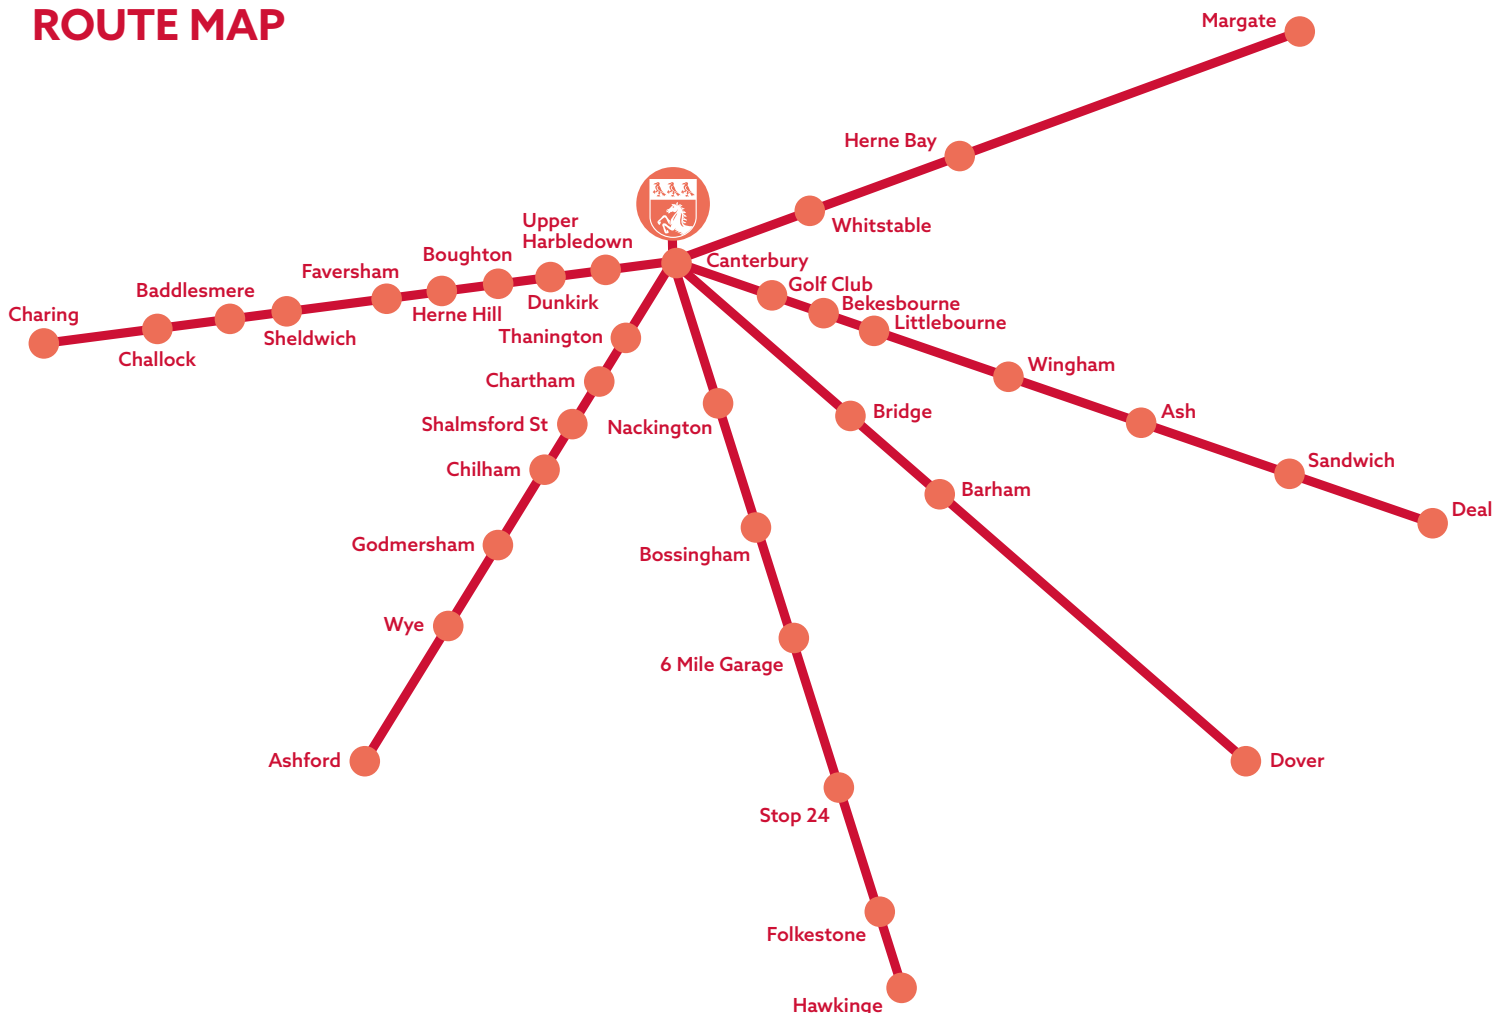 ROUTE MAP
Margate
Herne Bay
Whitstable
Upper
Harbledown
Boughton
Canterbury
Faversham
Golf Club
Baddlesmere
Dunkirk
Bekesbourne
Charing
Herne Hill
Littlebourne
Sheldwich
Thanington
Challock
Wingham
Chartham
Bridge
Ash
Shalmsford St
Nackington
Sandwich
Chilham
Barham
Deal
Godmersham
Bossingham
Wye
6 Mile Garage
Ashford
Dover
Stop 24
Folkestone
Hawkinge